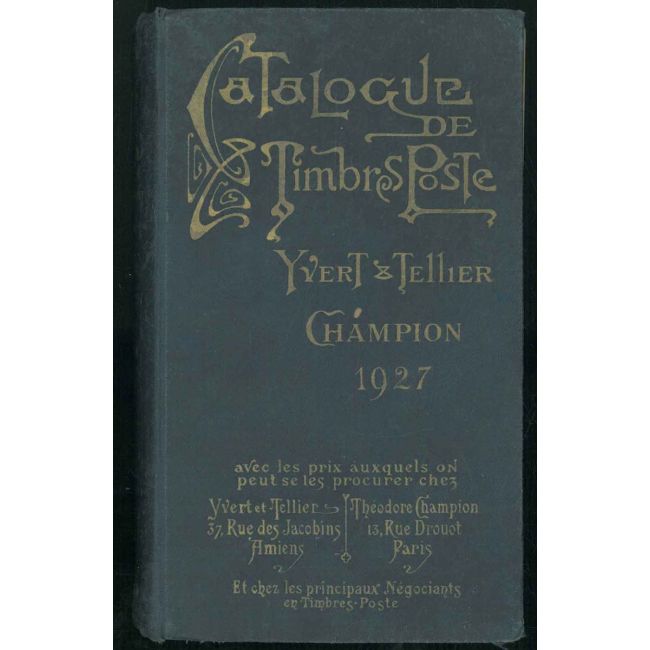 Catalogue
DE
Timbres Poste
Yvert & Tellier
Champion
1927
avec les prix auxquels on
peut se les procurer chez
Yvert et Tellier
37, Rue des Jacobins
Amiens
Théodore Champion
13, Rue Drouot
Paris
Et chez les principaux Négociants
en Timbres-Poste